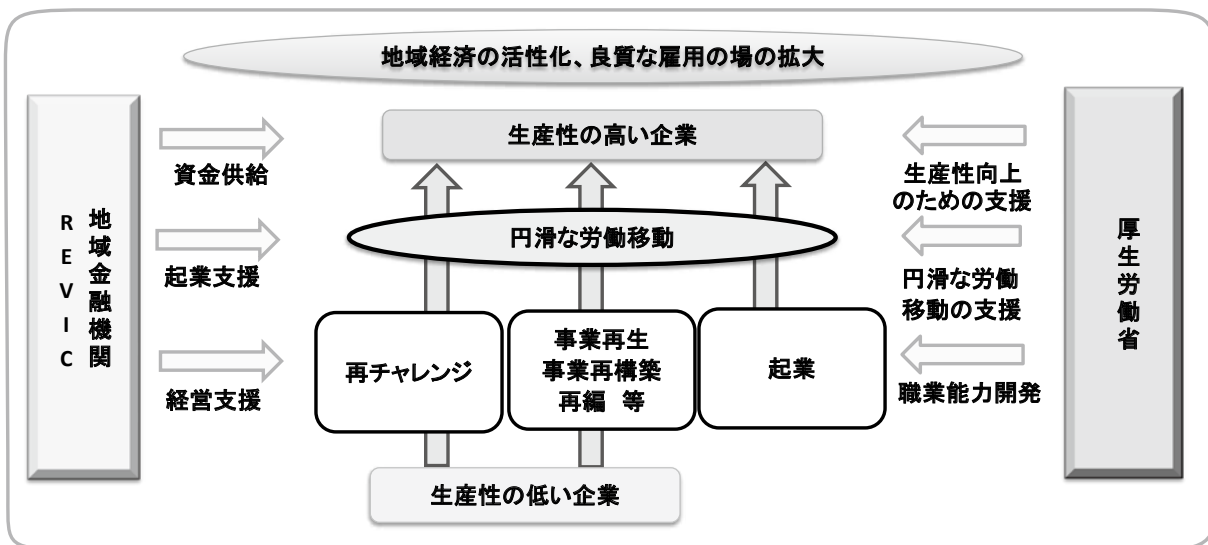 地域経済の活性化、良質な雇用の場の拡大
地域金融機関
REVIC
資金供給
起業支援
経営支援
生産性の高い企業
円滑な労働移動
再チャレンジ
事業再生
事業再構築
再編 等
起業
生産性の低い企業
生産性向上
のための支援
円滑な労働
移動の支援
職業能力開発
厚生労働省